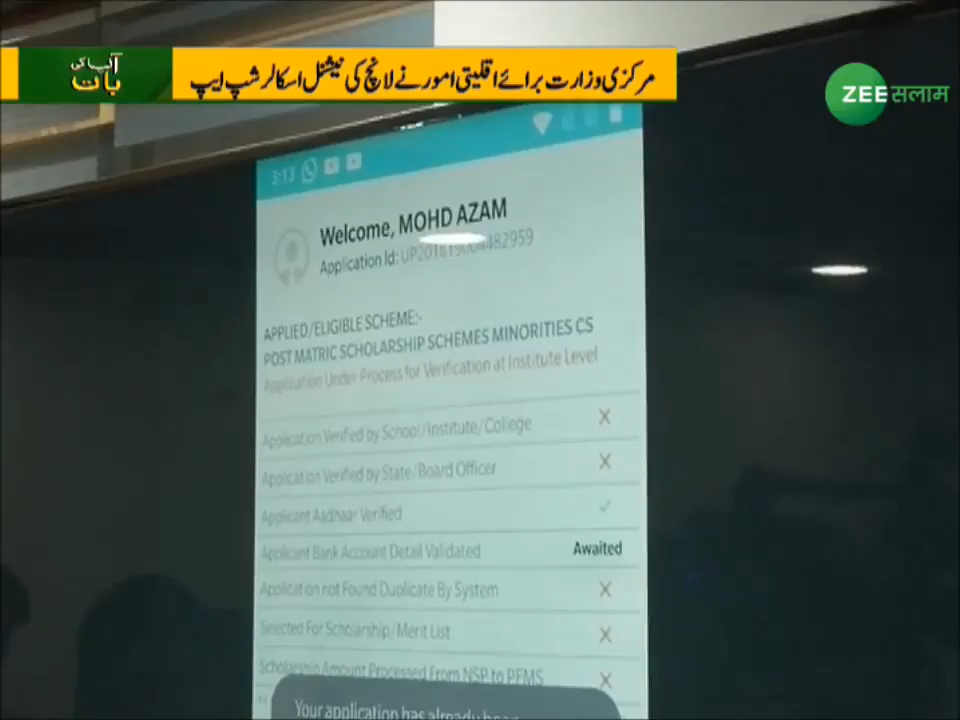 آپ کی
بات
مرکزی وزارت برائے اقلیتی امور نے لانچ کی نیشنل اسکالرشپ ایپ
ZEE सलाम
3:13
Welcome, MOHD AZAM
Application Id:
APPLIED/ELIGIBLE SCHEME:-
POST MATRIC SCHOLARSHIP SCHEMES MINORITIES CS
Application Under Process for Verification at Institute Level
Application Verified by School/Institute/College X
Application Verified by State/Board Officer X
Applicant Aadhaar Verified ✓
Applicant Bank Account Detail Validated Awaited
Application not Found Duplicate By System X
Selected For Scholarship/Merit List X
Scholarship Amount Processed From NSP to PFMS X
Your application has already been